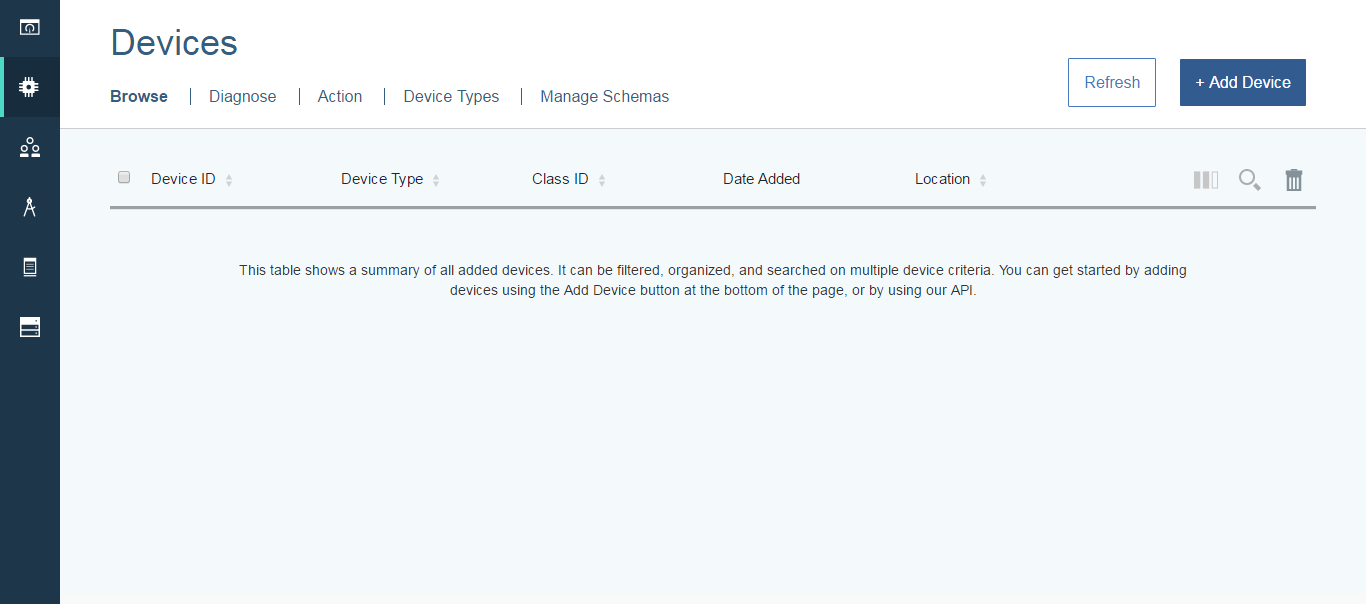 Devices
Browse | Diagnose | Action | Device Types | Manage Schemas
Refresh
+ Add Device
Device ID Device Type Class ID Date Added Location
This table shows a summary of all added devices. It can be filtered, organized, and searched on multiple device criteria. You can get started by adding
devices using the Add Device button at the bottom of the page, or by using our API.